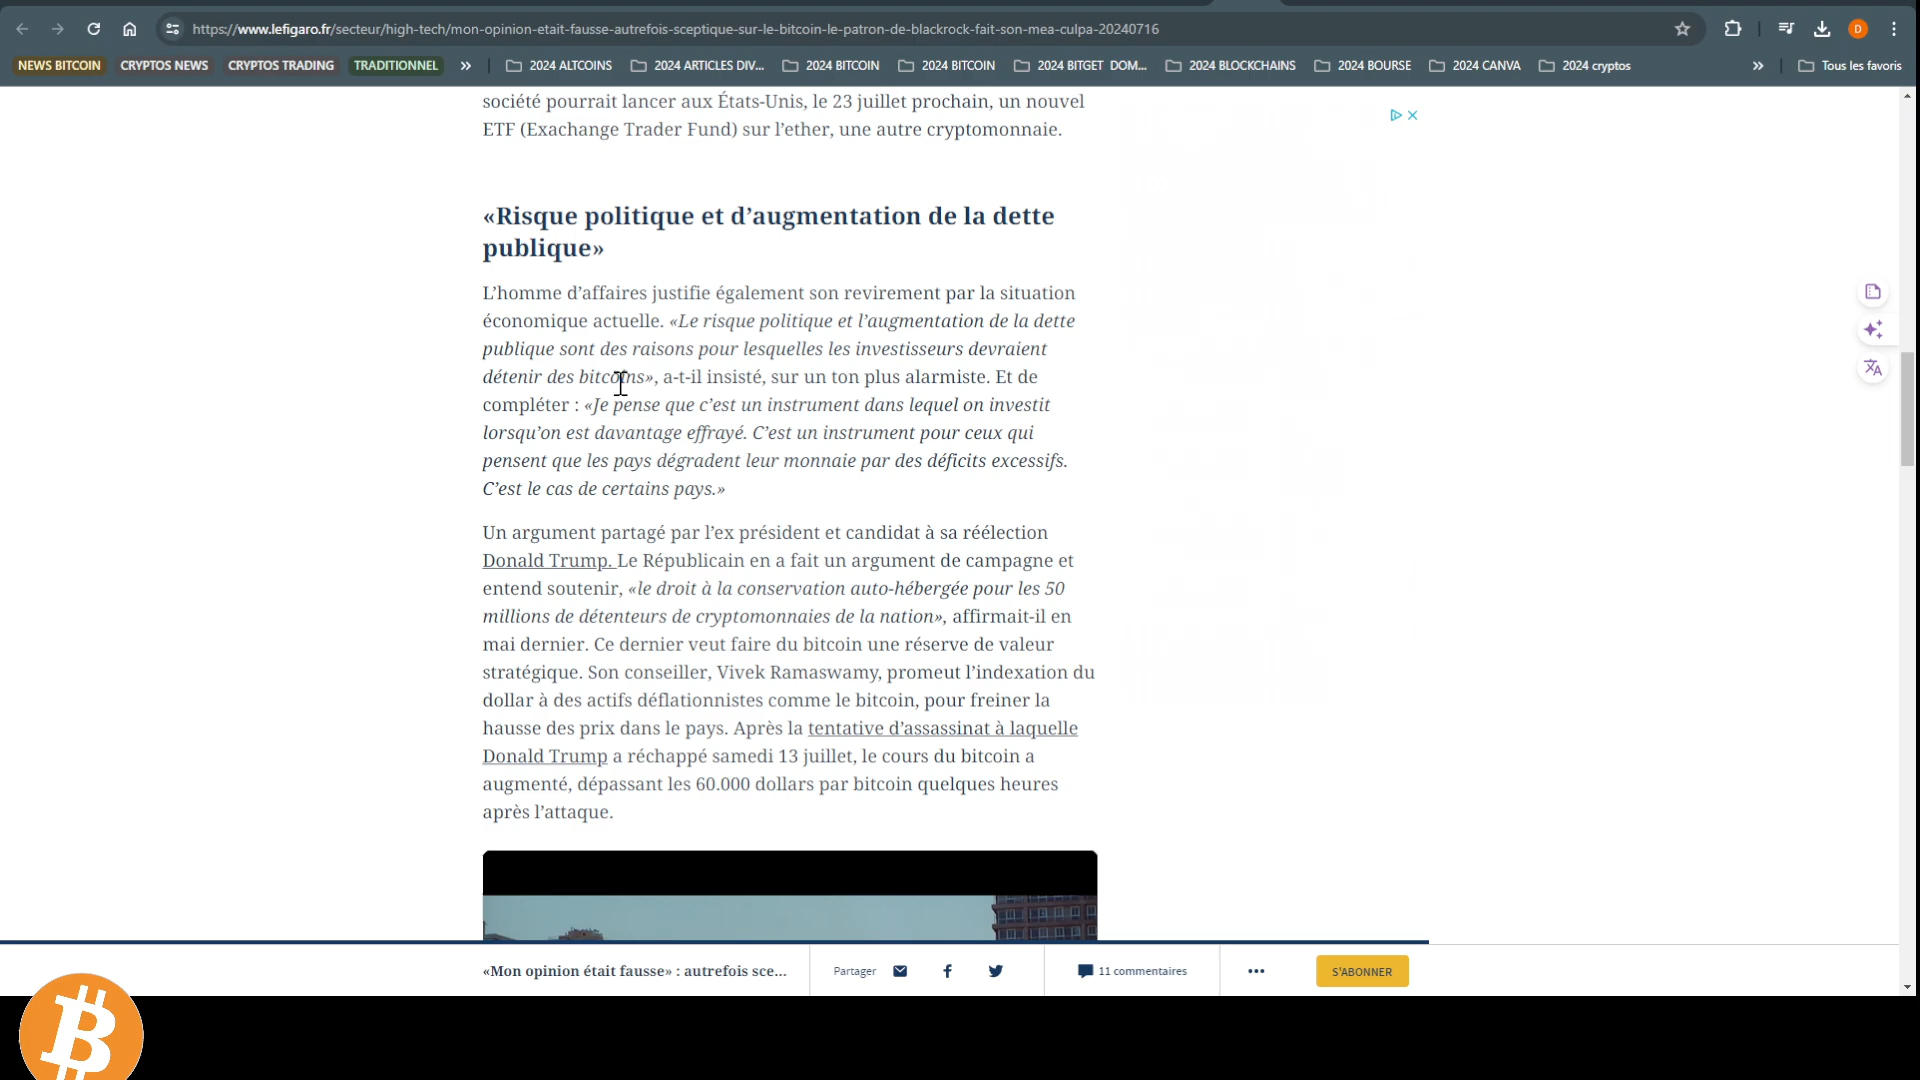 https://www.lefigaro.fr/secteur/high-tech/mon-opinion-etait-fausse-autrefois-sceptique-sur-le-bitcoin-le-patron-de-blackrock-fait-son-mea-culpa-20240716
D
NEWS BITCOIN CRYPTOS NEWS CRYPTOS TRADING TRADITIONNEL » 2024 ALTCOINS 2024 ARTICLES DIV... 2024 BITCOIN 2024 BITCOIN 2024 BITGET DOM... 2024 BLOCKCHAINS 2024 BOURSE 2024 CANVA 2024 cryptos » Tous les favoris
société pourrait lancer aux États-Unis, le 23 juillet prochain, un nouvel
ETF (Exachange Trader Fund) sur l’ether, une autre cryptomonnaie.
«Risque politique et d’augmentation de la dette
publique»
L’homme d’affaires justifie également son revirement par la situation
économique actuelle. «Le risque politique et l’augmentation de la dette
publique sont des raisons pour lesquelles les investisseurs devraient
détenir des bitcoins», a-t-il insisté, sur un ton plus alarmiste. Et de
compléter : «Je pense que c’est un instrument dans lequel on investit
lorsqu’on est davantage effrayé. C’est un instrument pour ceux qui
pensent que les pays dégradent leur monnaie par des déficits excessifs.
C’est le cas de certains pays.»
Un argument partagé par l’ex président et candidat à sa réélection
Donald Trump. Le Républicain en a fait un argument de campagne et
entend soutenir, «le droit à la conservation auto-hébergée pour les 50
millions de détenteurs de cryptomonnaies de la nation», affirmait-il en
mai dernier. Ce dernier veut faire du bitcoin une réserve de valeur
stratégique. Son conseiller, Vivek Ramaswamy, promeut l’indexation du
dollar à des actifs déflationnistes comme le bitcoin, pour freiner la
hausse des prix dans le pays. Après la tentative d’assassinat à laquelle
Donald Trump a réchappé samedi 13 juillet, le cours du bitcoin a
augmenté, dépassant les 60.000 dollars par bitcoin quelques heures
après l’attaque.
«Mon opinion était fausse» : autrefois sce... Partager 11 commentaires ••• S'ABONNER